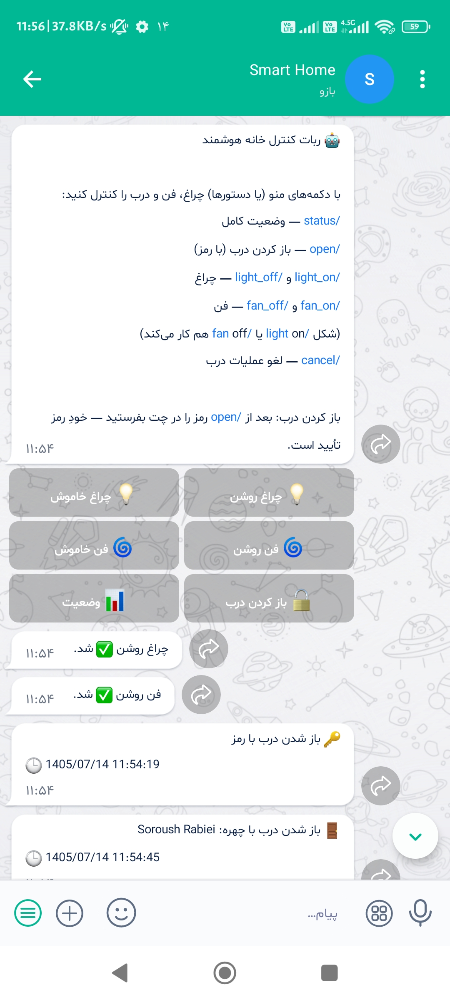 11:56 | 37.8KB/s ۱۴ Vo LTE Vo LTE 4.5G 59
Smart Home
S
بازو
🤖 ربات کنترل خانه هوشمند
با دکمه‌های منو (یا دستورها) چراغ، فن و درب را کنترل کنید:
/status — وضعیت کامل
/open — باز کردن درب (با رمز)
/light_on و /light_off — چراغ
/fan_on و /fan_off — فن
(شکل /light on یا /fan off هم کار می‌کند)
/cancel — لغو عملیات درب
باز کردن درب: بعد از /open رمز را در چت بفرستید — خودِ رمز
تأیید است.
۱۱:۵۴
💡 چراغ روشن
💡 چراغ خاموش
🌀 فن روشن
🌀 فن خاموش
🔓 باز کردن درب
📊 وضعیت
چراغ روشن ✅ شد.
۱۱:۵۴
فن روشن ✅ شد.
۱۱:۵۴
🔑 باز شدن درب با رمز
🕒 1405/07/14 11:54:19
۱۱:۵۴
🚪 باز شدن درب با چهره: Soroush Rabiei
🕒 1405/07/14 11:54:45
پیام...